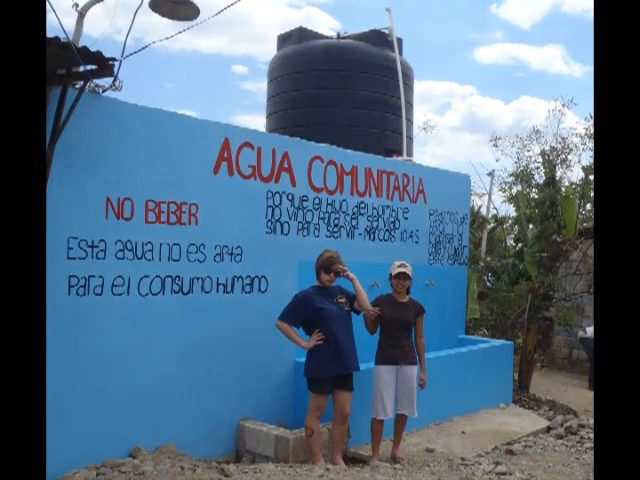 AGUA COMUNITARIA
NO BEBER
Esta agua no es apta
Para el consumo humano
Porque el hijo del hombre
no vino para ser servido
sino para servir-Marcos 10:45